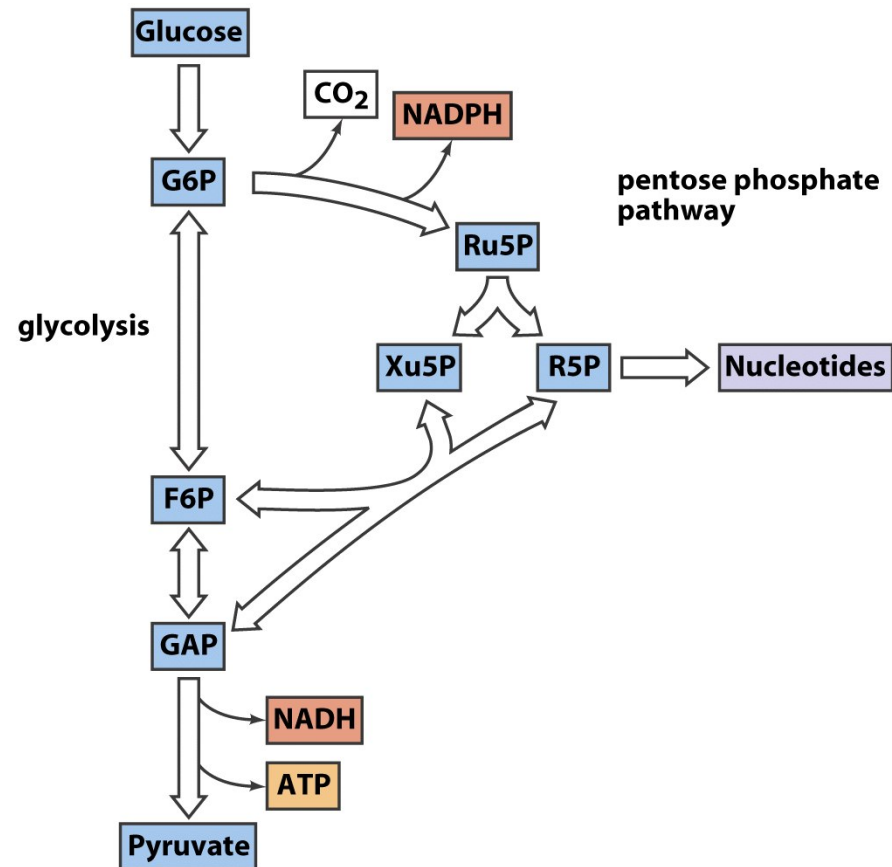 Glucose
CO2
NADPH
G6P
pentose phosphate
pathway
Ru5P
glycolysis
Xu5P
R5P
Nucleotides
F6P
GAP
NADH
ATP
Pyruvate